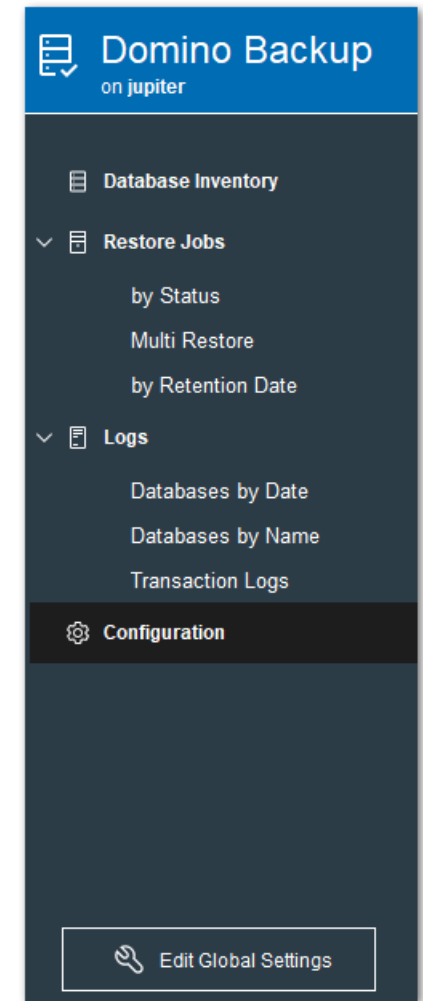 Domino Backup
on jupiter
Database Inventory
Restore Jobs
by Status
Multi Restore
by Retention Date
Logs
Databases by Date
Databases by Name
Transaction Logs
Configuration
Edit Global Settings